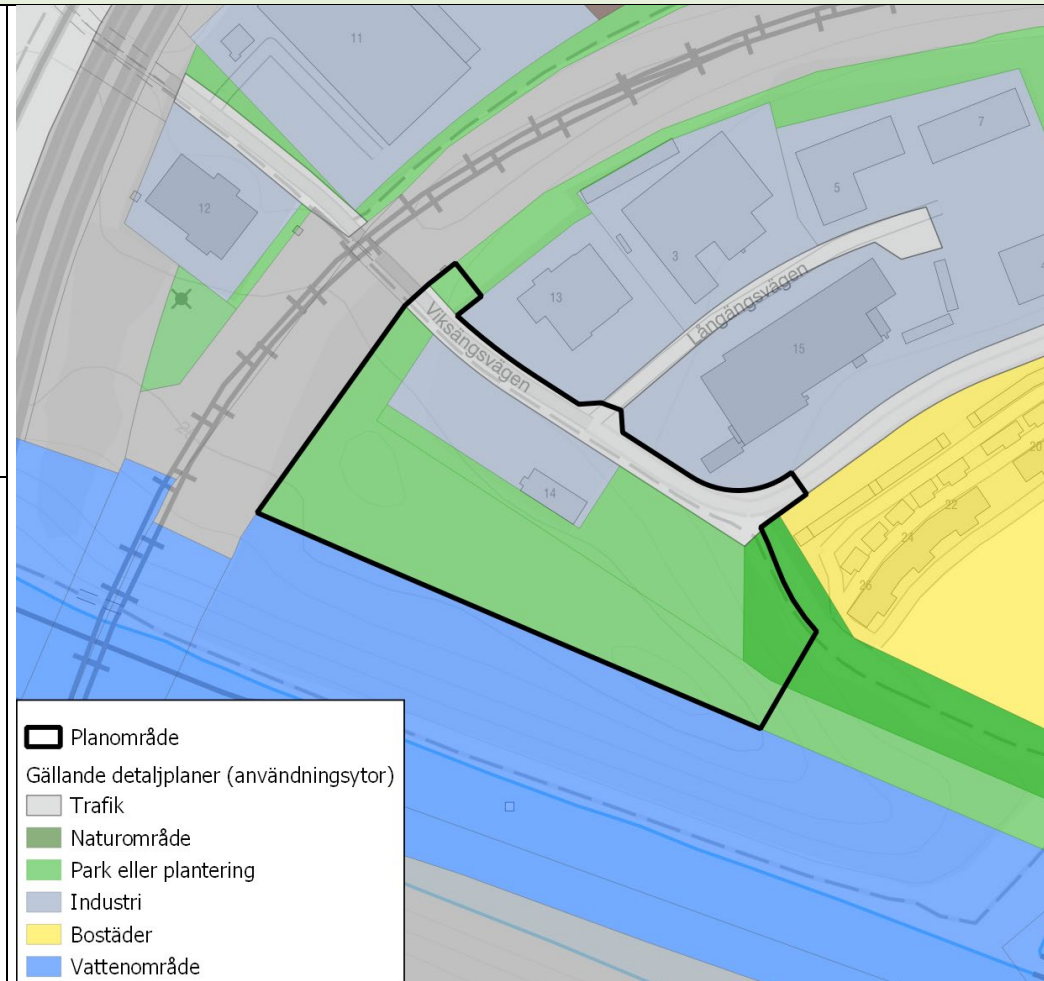 11
12
7
5
3
13
Långängsvägen
15
Viksängsvägen
14
20
22
24
26
Planområde
Gällande detaljplaner (användningsytor)
Trafik
Naturområde
Park eller plantering
Industri
Bostäder
Vattenområde